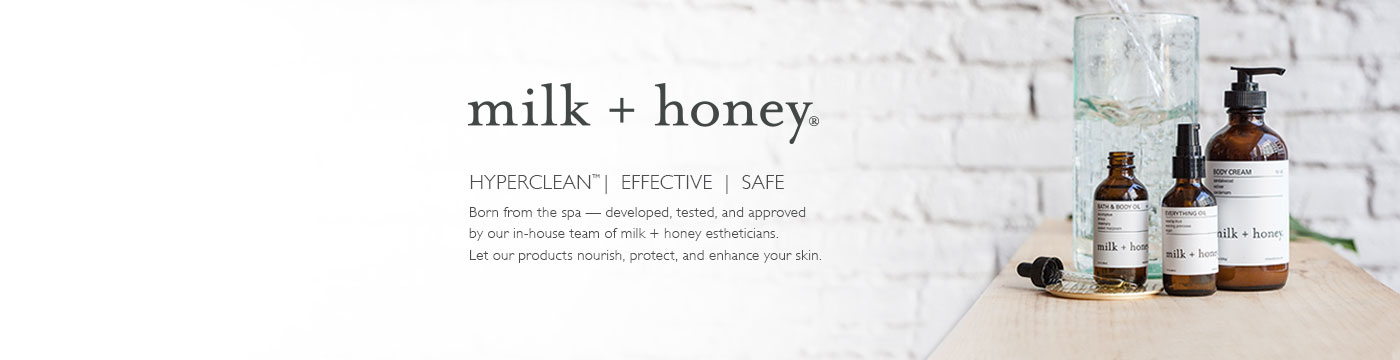 milk + honey®
HYPERCLEAN™ | EFFECTIVE | SAFE
Born from the spa — developed, tested, and approved
by our in-house team of milk + honey estheticians.
Let our products nourish, protect, and enhance your skin.
BATH & BODY OIL
milk + honey
EVERYTHING OIL
milk + honey
BODY CREAM
milk + honey.